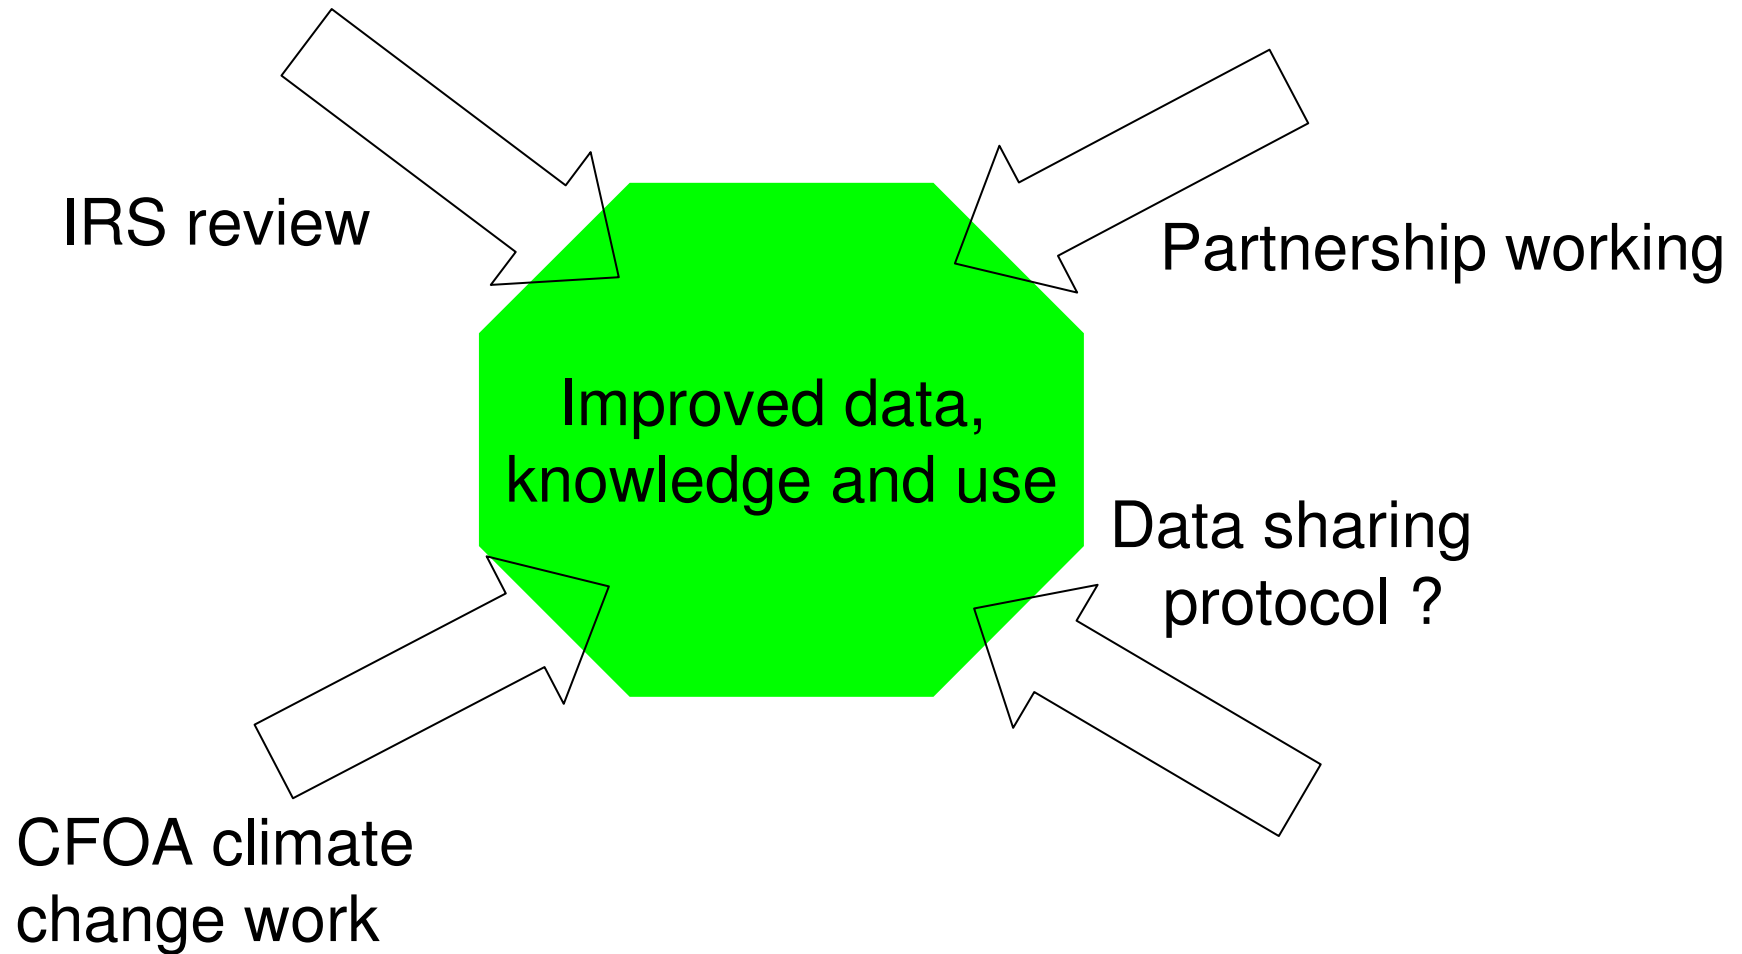 IRS review
Partnership working
Improved data,
knowledge and use
Data sharing
protocol ?
CFOA climate
change work